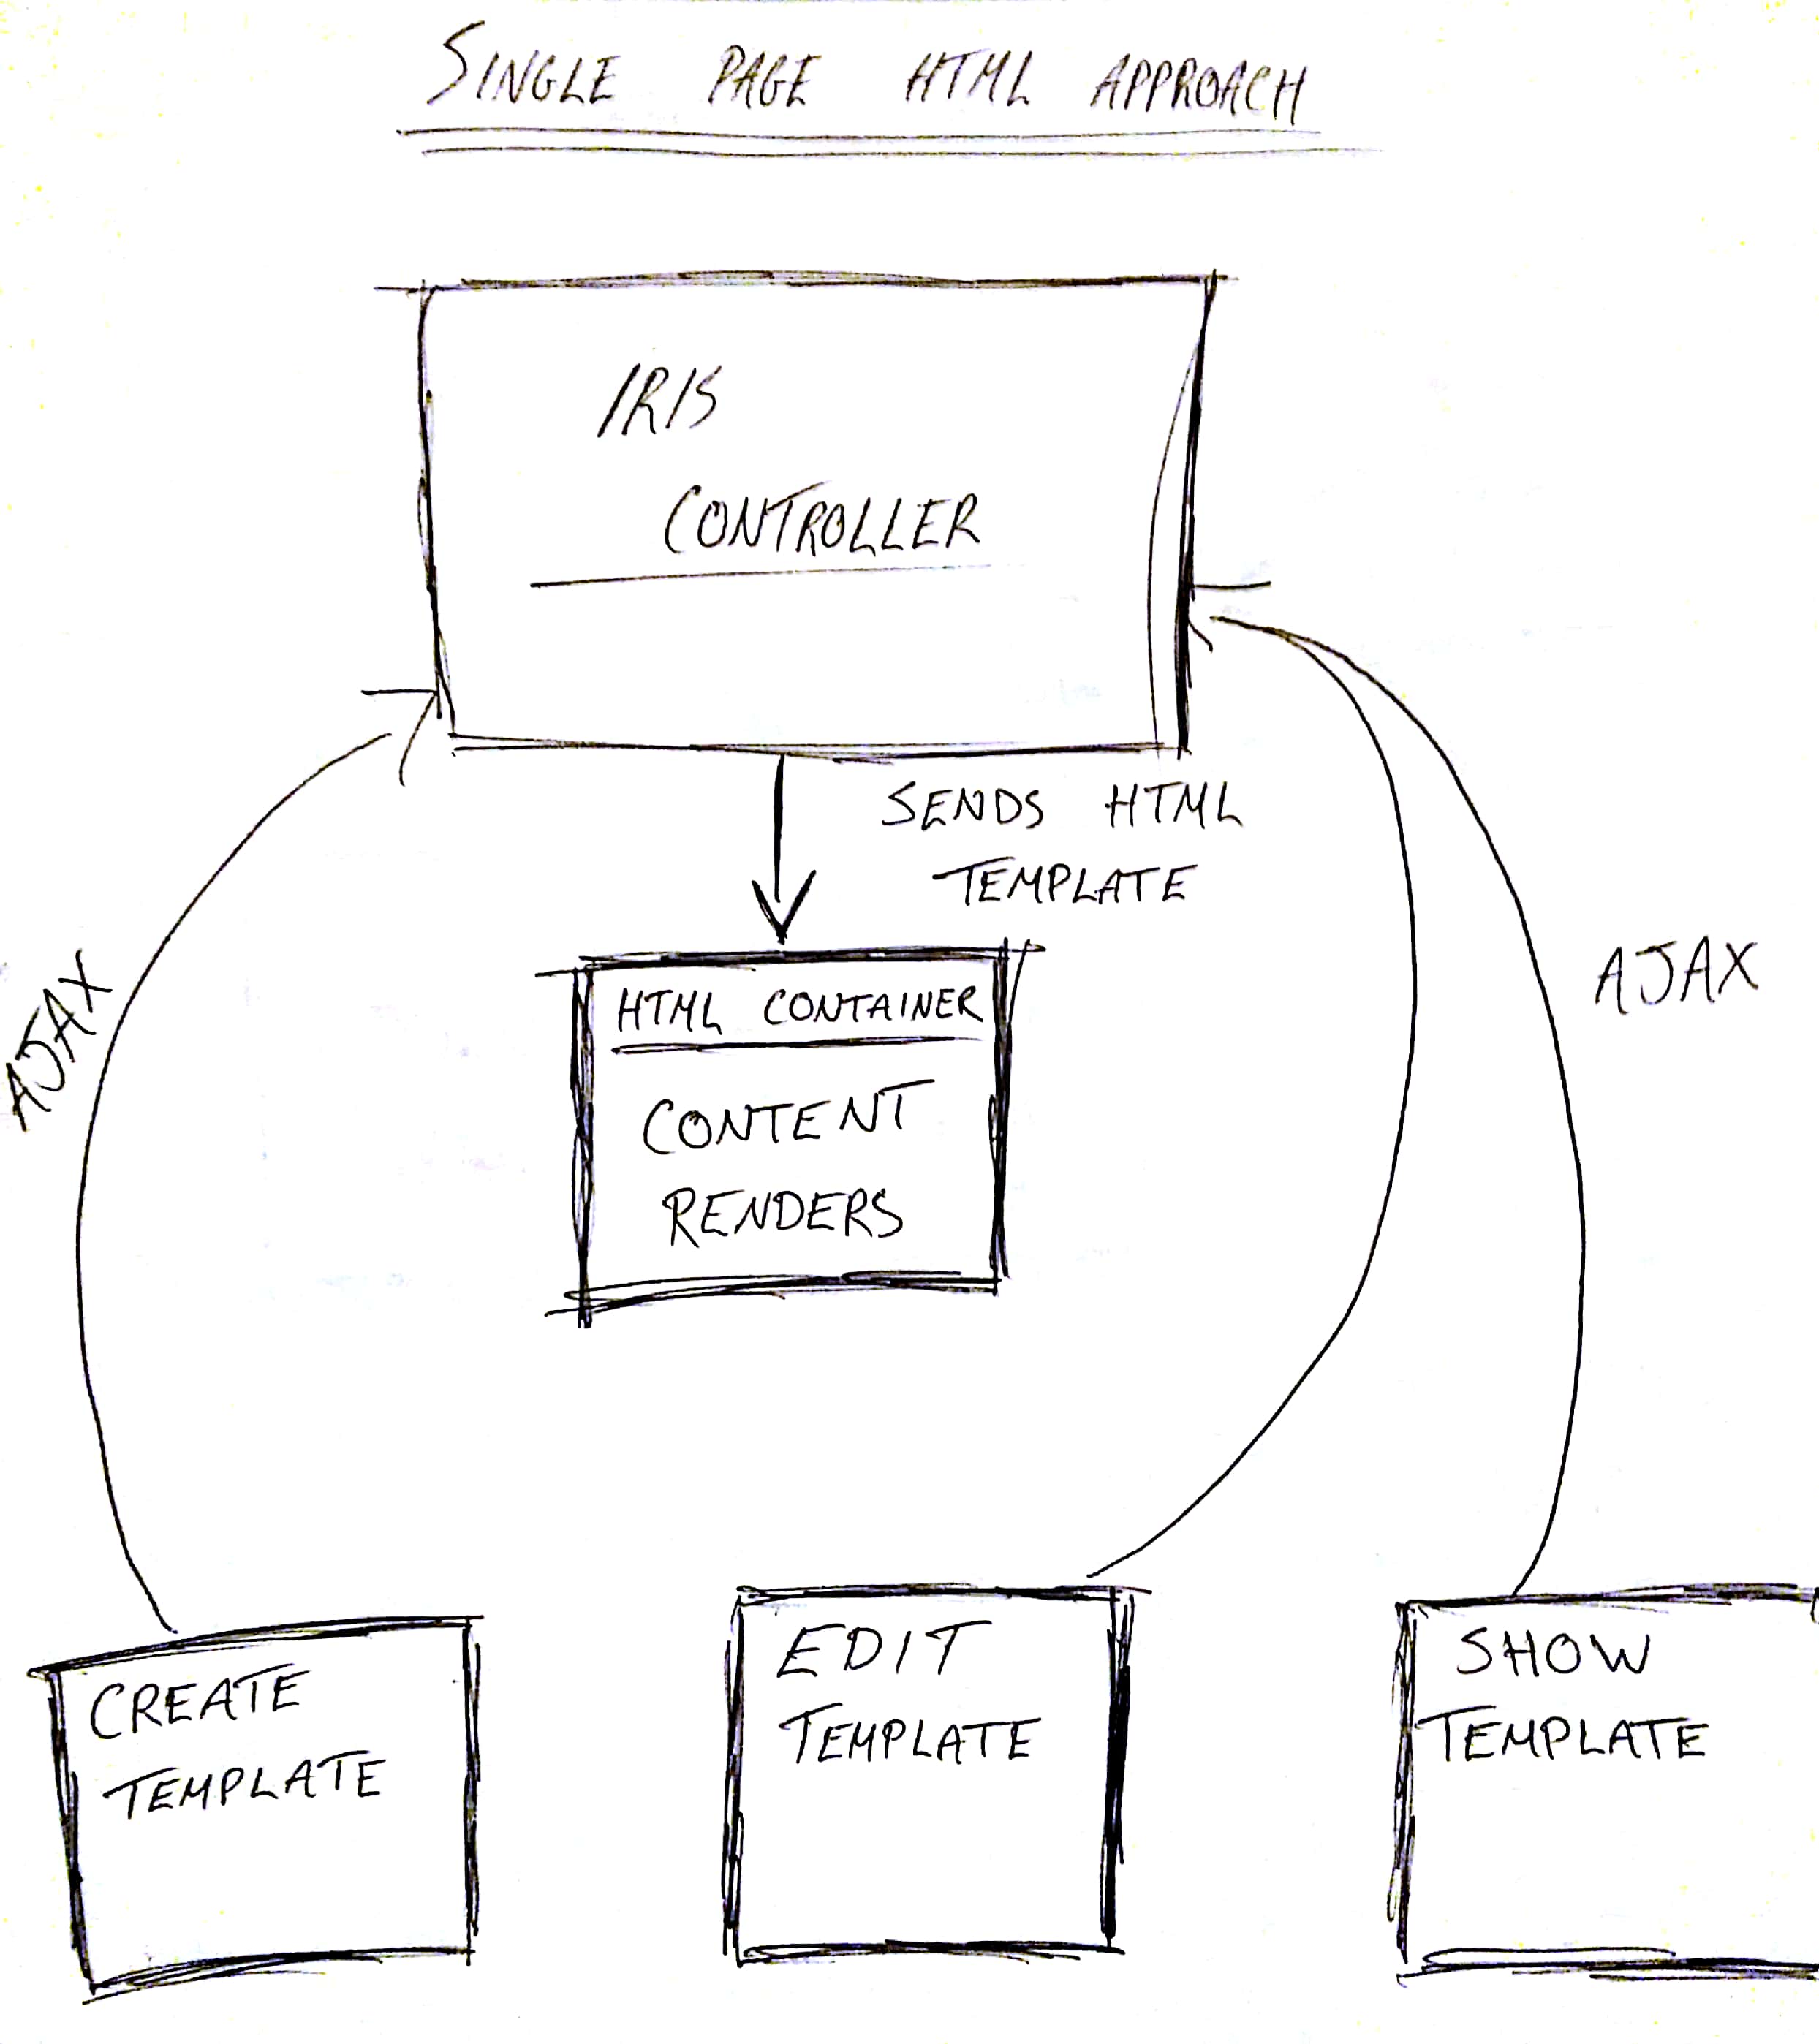 SINGLE PAGE HTML APPROACH
IRIS
CONTROLLER
SENDS HTML
TEMPLATE
AJAX
AJAX
HTML CONTAINER
CONTENT
RENDERS
CREATE
TEMPLATE
EDIT
TEMPLATE
SHOW
TEMPLATE